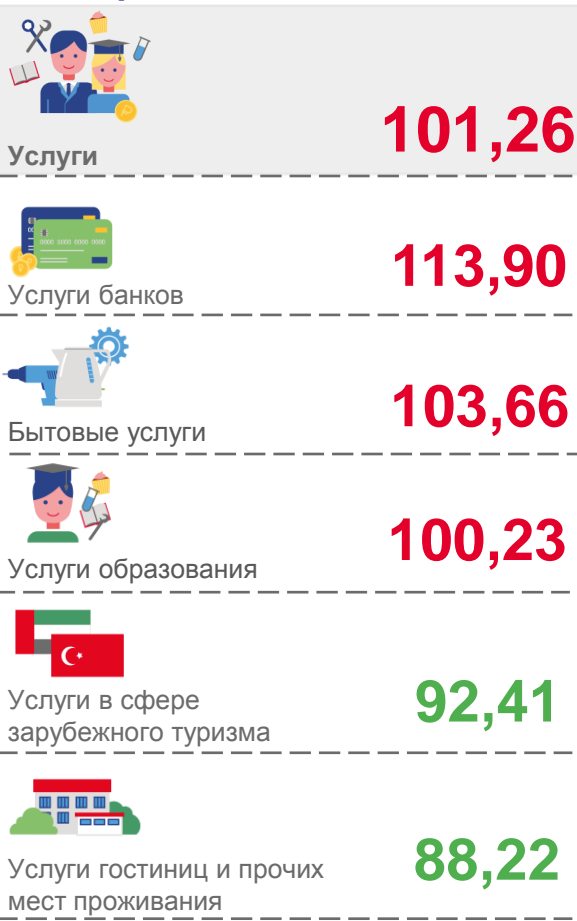 Услуги
101,26
Услуги банков
113,90
Бытовые услуги
103,66
Услуги образования
100,23
Услуги в сфере
зарубежного туризма
92,41
Услуги гостиниц и прочих
мест проживания
88,22